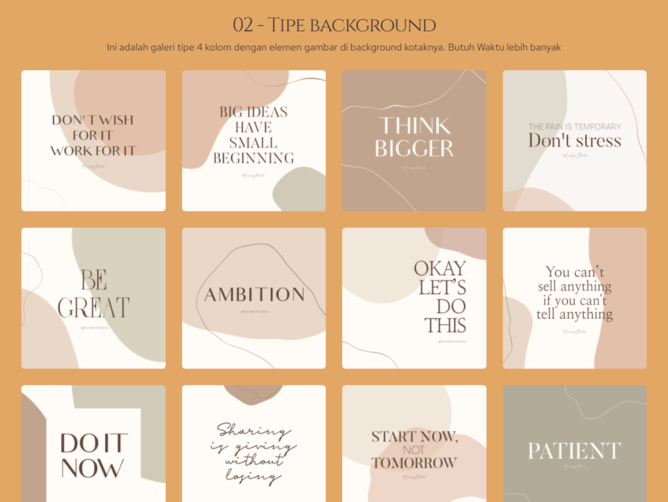 02 - Tipe background
Ini adalah galeri tipe 4 kolom dengan elemen gambar di background kotaknya. Butuh Waktu lebih banyak
DON'T WISH
FOR IT
WORK FOR IT
BIG IDEAS
HAVE
SMALL
BEGINNING
THINK
BIGGER
THE PAIN IS TEMPORARY
Don't stress
BE
GREAT
AMBITION
OKAY
LET'S
DO
THIS
You can't
sell anything
if you can't
tell anything
DO IT
NOW
Sharing
is giving
without
losing
START NOW,
NOT
TOMORROW
PATIENT